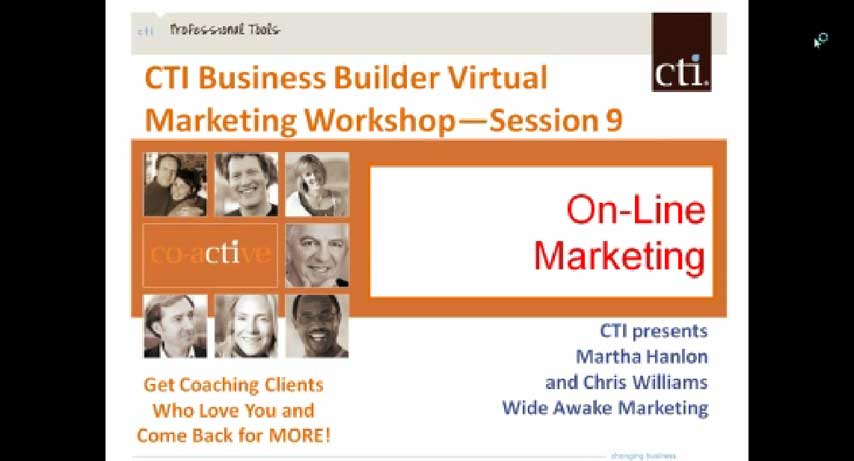 cti Professional Tools
cti.
CTI Business Builder Virtual
Marketing Workshop—Session 9
On-Line
Marketing
co-active
CTI presents
Martha Hanlon
and Chris Williams
Wide Awake Marketing
Get Coaching Clients
Who Love You and
Come Back for MORE!
changing business